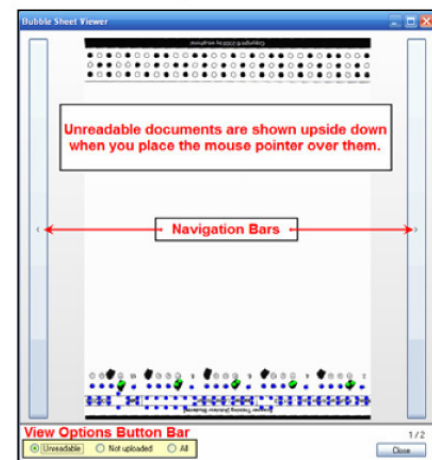 Bubble Sheet Viewer
Unreadable documents are shown upside down
when you place the mouse pointer over them.
‹ Navigation Bars ›
View Options Button Bar
1 / 2
Unreadable Not uploaded All
Close